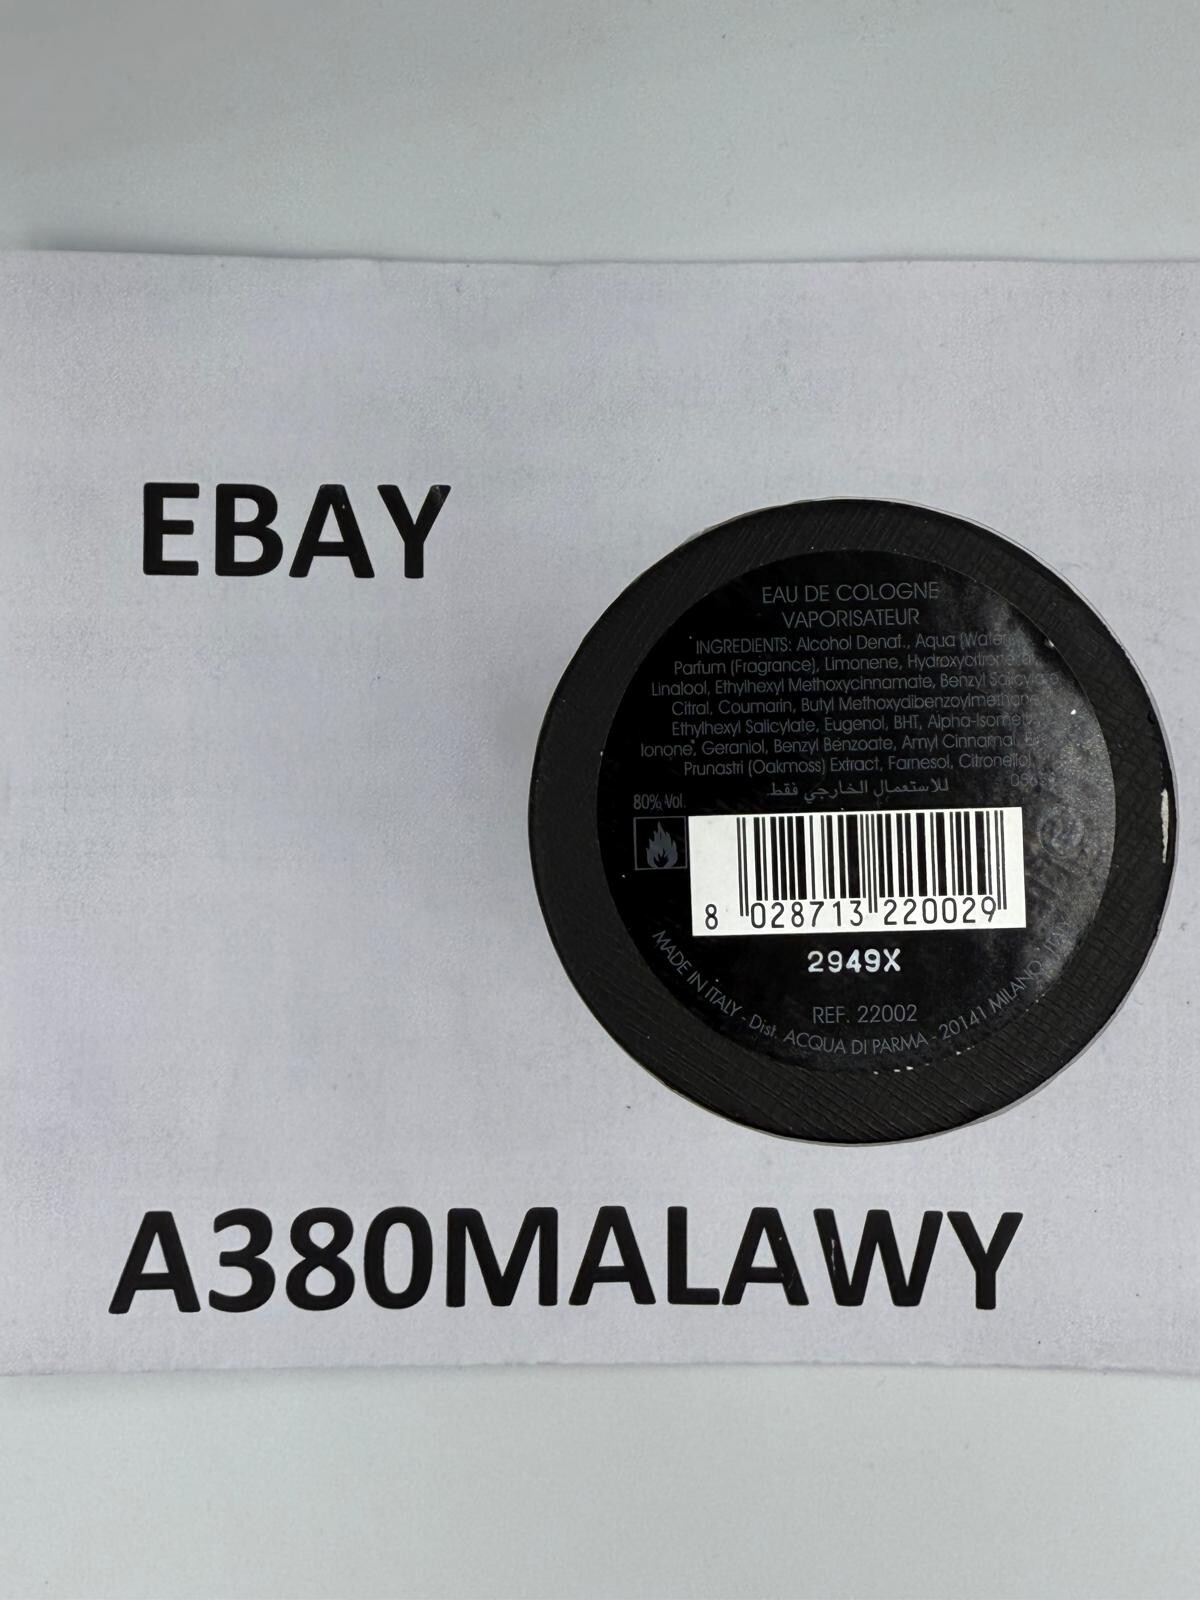 EBAY
EAU DE COLOGNE
VAPORISATEUR
INGREDIENTS: Alcohol Denat., Aqua (Water
Parfum (Fragrance), Limonene,
Linalool, Ethylhexyl Methoxycinnamate, Benzyl
Citral, Coumarin, Butyl
Ethylhexyl Salicylate, Eugenol, BHT,
Ionone, Geraniol, Benzyl Benzoate, Amyl Cinnamal,
Prunastri (Oakmoss) Extract, Farnesol, Citronellol
للاستعمال الخارجي فقط
80% Vol.
8 028713 220029
2949X
REF. 22002
MADE IN ITALY - Dist. ACQUA DI PARMA - 20141 MILANO
A380MALAWY